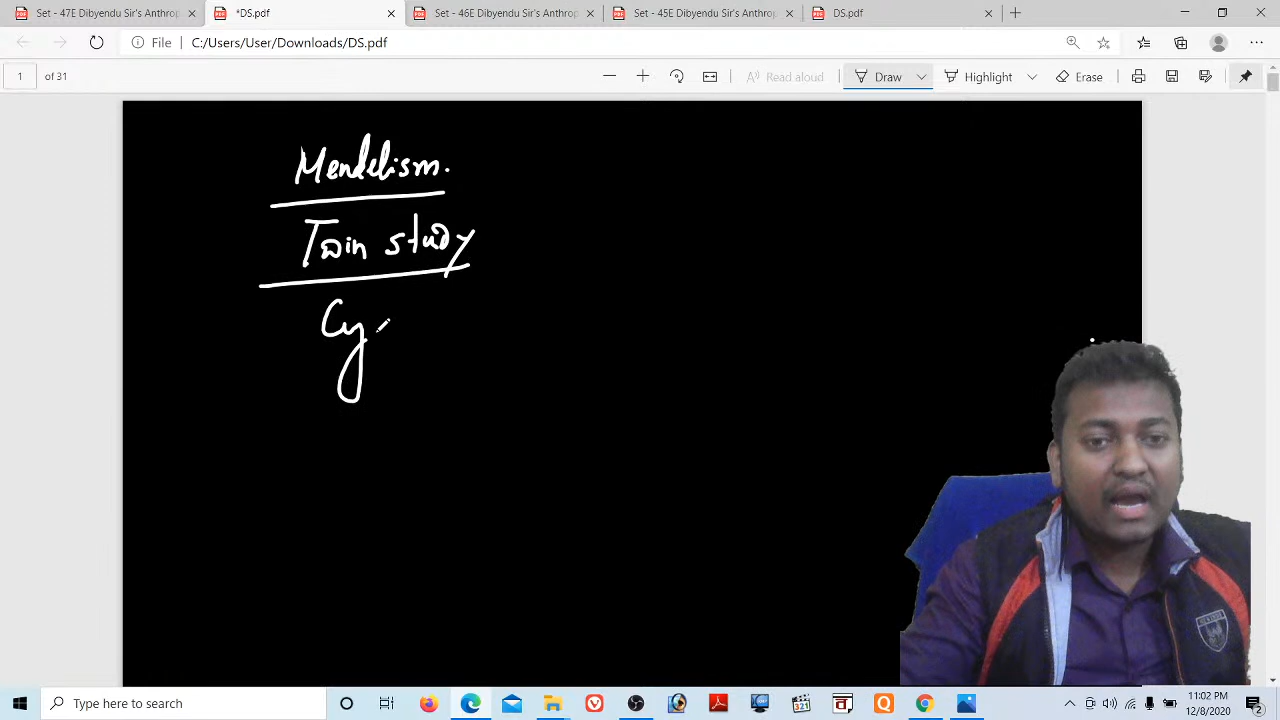 Set - 47E Dibyendu Sir's Anthrop
*DS.pdf
Set - 46E Dibyendu Sir's Anthrop
Set - 45E Dibyendu Sir's Anthrop
DS.pdf
File
C:/Users/User/Downloads/DS.pdf
1 of 31
Read aloud
Draw
Highlight
Erase
Mendelism.
Twin study
Cy
Type here to search
11:02 PM
12/8/2020